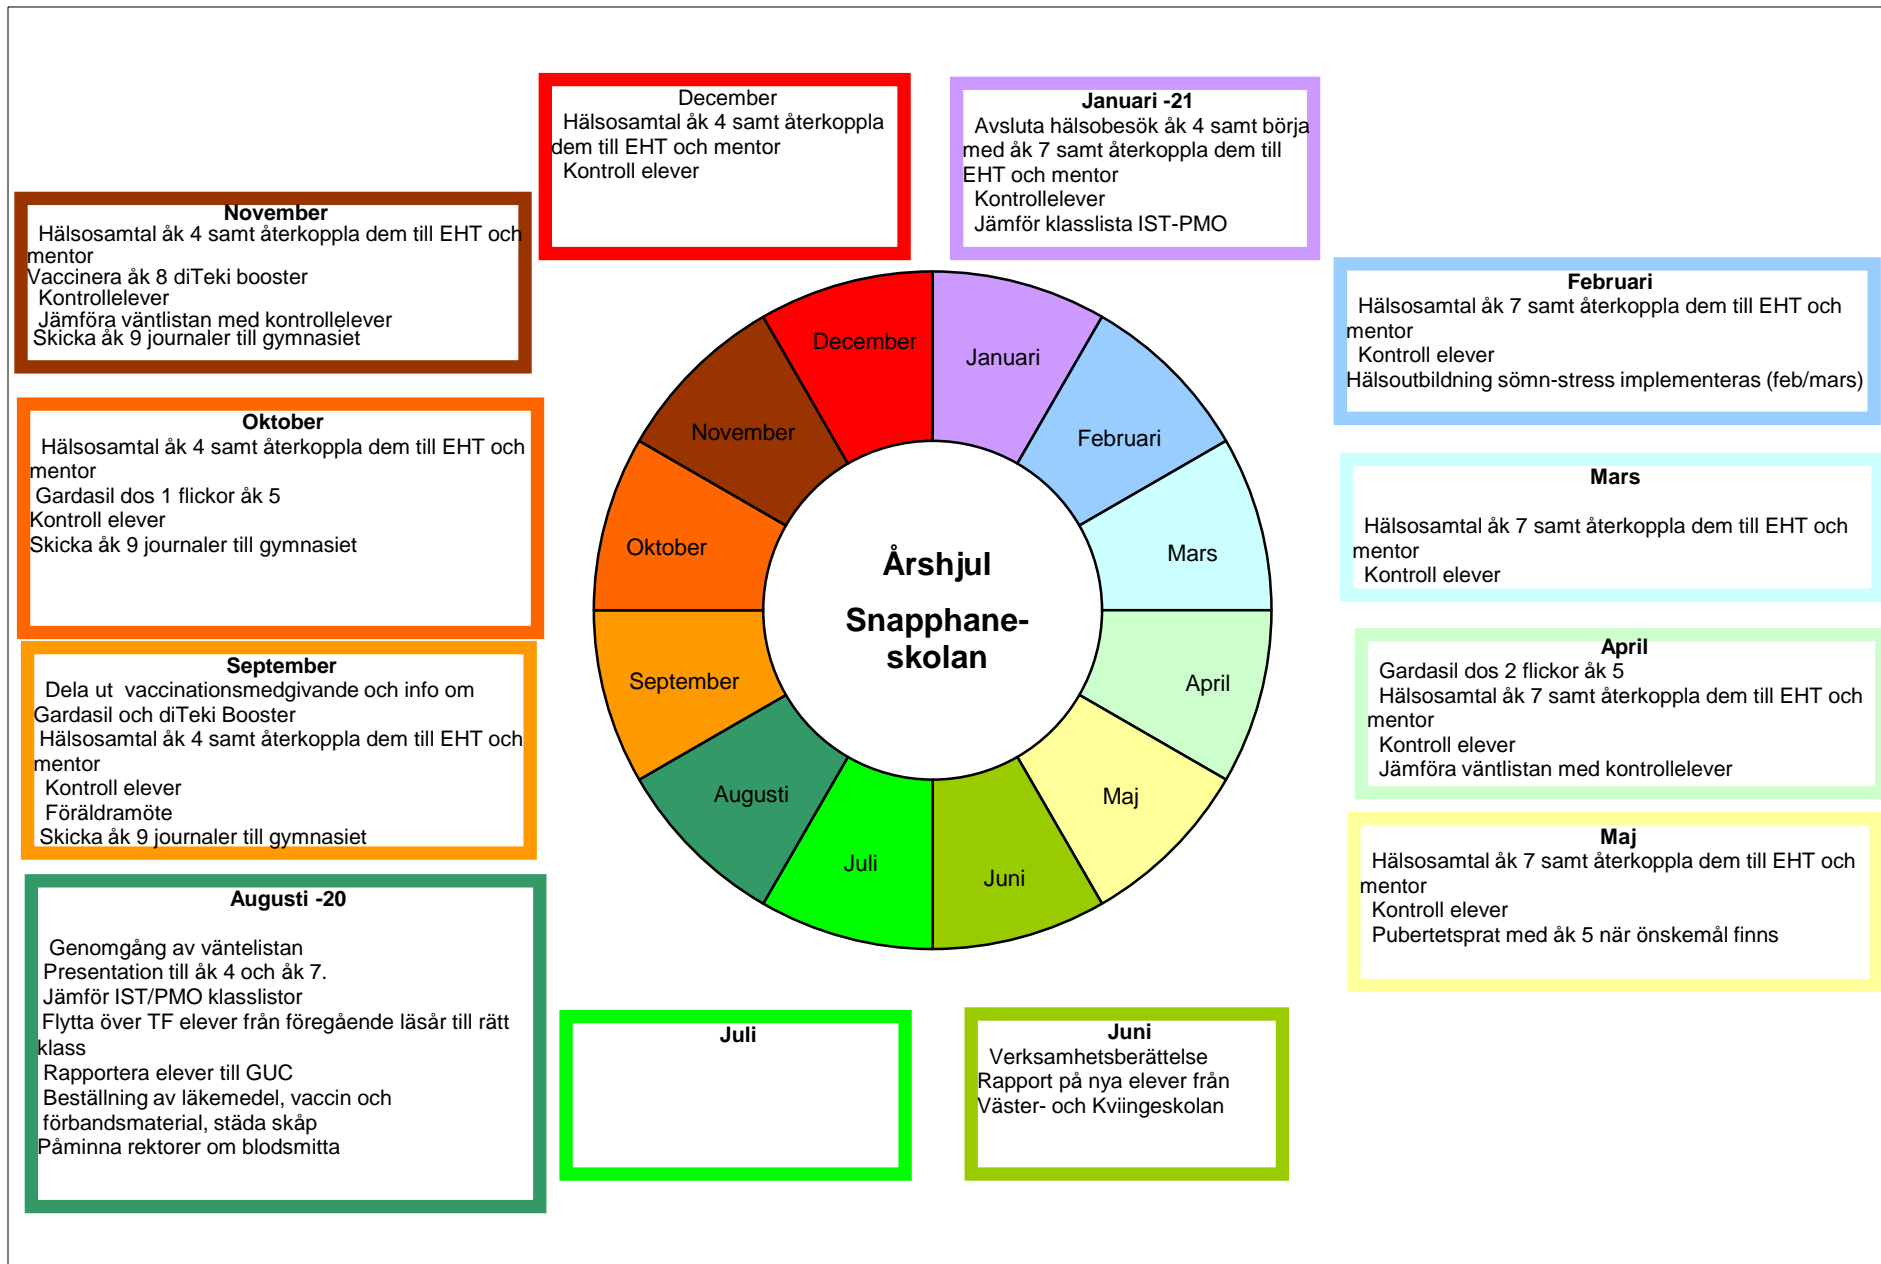 December
Hälsosamtal åk 4 samt återkoppla
dem till EHT och mentor
Kontroll elever
Januari -21
Avsluta hälsobesök åk 4 samt börja
med åk 7 samt återkoppla dem till
EHT och mentor
Kontrollelever
Jämför klasslista IST-PMO
November
Hälsosamtal åk 4 samt återkoppla dem till EHT och
mentor
Vaccinera åk 8 diTeki booster
Kontrollelever
Jämföra väntlistan med kontrollelever
Skicka åk 9 journaler till gymnasiet
Februari
Hälsosamtal åk 7 samt återkoppla dem till EHT och
mentor
Kontroll elever
Hälsoutbildning sömn-stress implementeras (feb/mars)
Oktober
Hälsosamtal åk 4 samt återkoppla dem till EHT och
mentor
Gardasil dos 1 flickor åk 5
Kontroll elever
Skicka åk 9 journaler till gymnasiet
Mars
Hälsosamtal åk 7 samt återkoppla dem till EHT och
mentor
Kontroll elever
September
Dela ut  vaccinationsmedgivande och info om
Gardasil och diTeki Booster
Hälsosamtal åk 4 samt återkoppla dem till EHT och
mentor
Kontroll elever
Föräldramöte
Skicka åk 9 journaler till gymnasiet
April
Gardasil dos 2 flickor åk 5
Hälsosamtal åk 7 samt återkoppla dem till EHT och
mentor
Kontroll elever
Jämföra väntlistan med kontrollelever
Maj
Hälsosamtal åk 7 samt återkoppla dem till EHT och
mentor
Kontroll elever
Pubertetsprat med åk 5 när önskemål finns
Augusti -20
Genomgång av väntelistan
Presentation till åk 4 och åk 7.
Jämför IST/PMO klasslistor
Flytta över TF elever från föregående läsår till rätt
klass
Rapportera elever till GUC
Beställning av läkemedel, vaccin och
förbandsmaterial, städa skåp
Påminna rektorer om blodsmitta
Juli
Juni
Verksamhetsberättelse
Rapport på nya elever från
Väster- och Kviingeskolan
December
Januari
November
Februari
Oktober
Mars
September
April
Augusti
Maj
Juli
Juni
Årshjul
Snapphane-
skolan